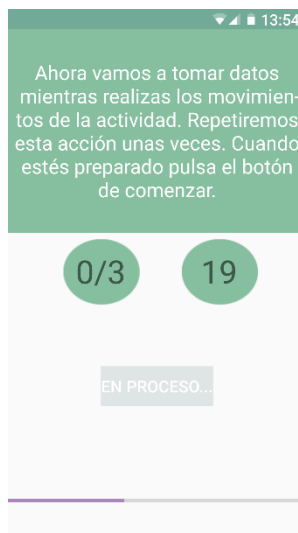 13:54
Ahora vamos a tomar datos
mientras realizas los movimien-
tos de la actividad. Repetiremos
esta acción unas veces. Cuando
estés preparado pulsa el botón
de comenzar.
0/3 19
EN PROCESO...